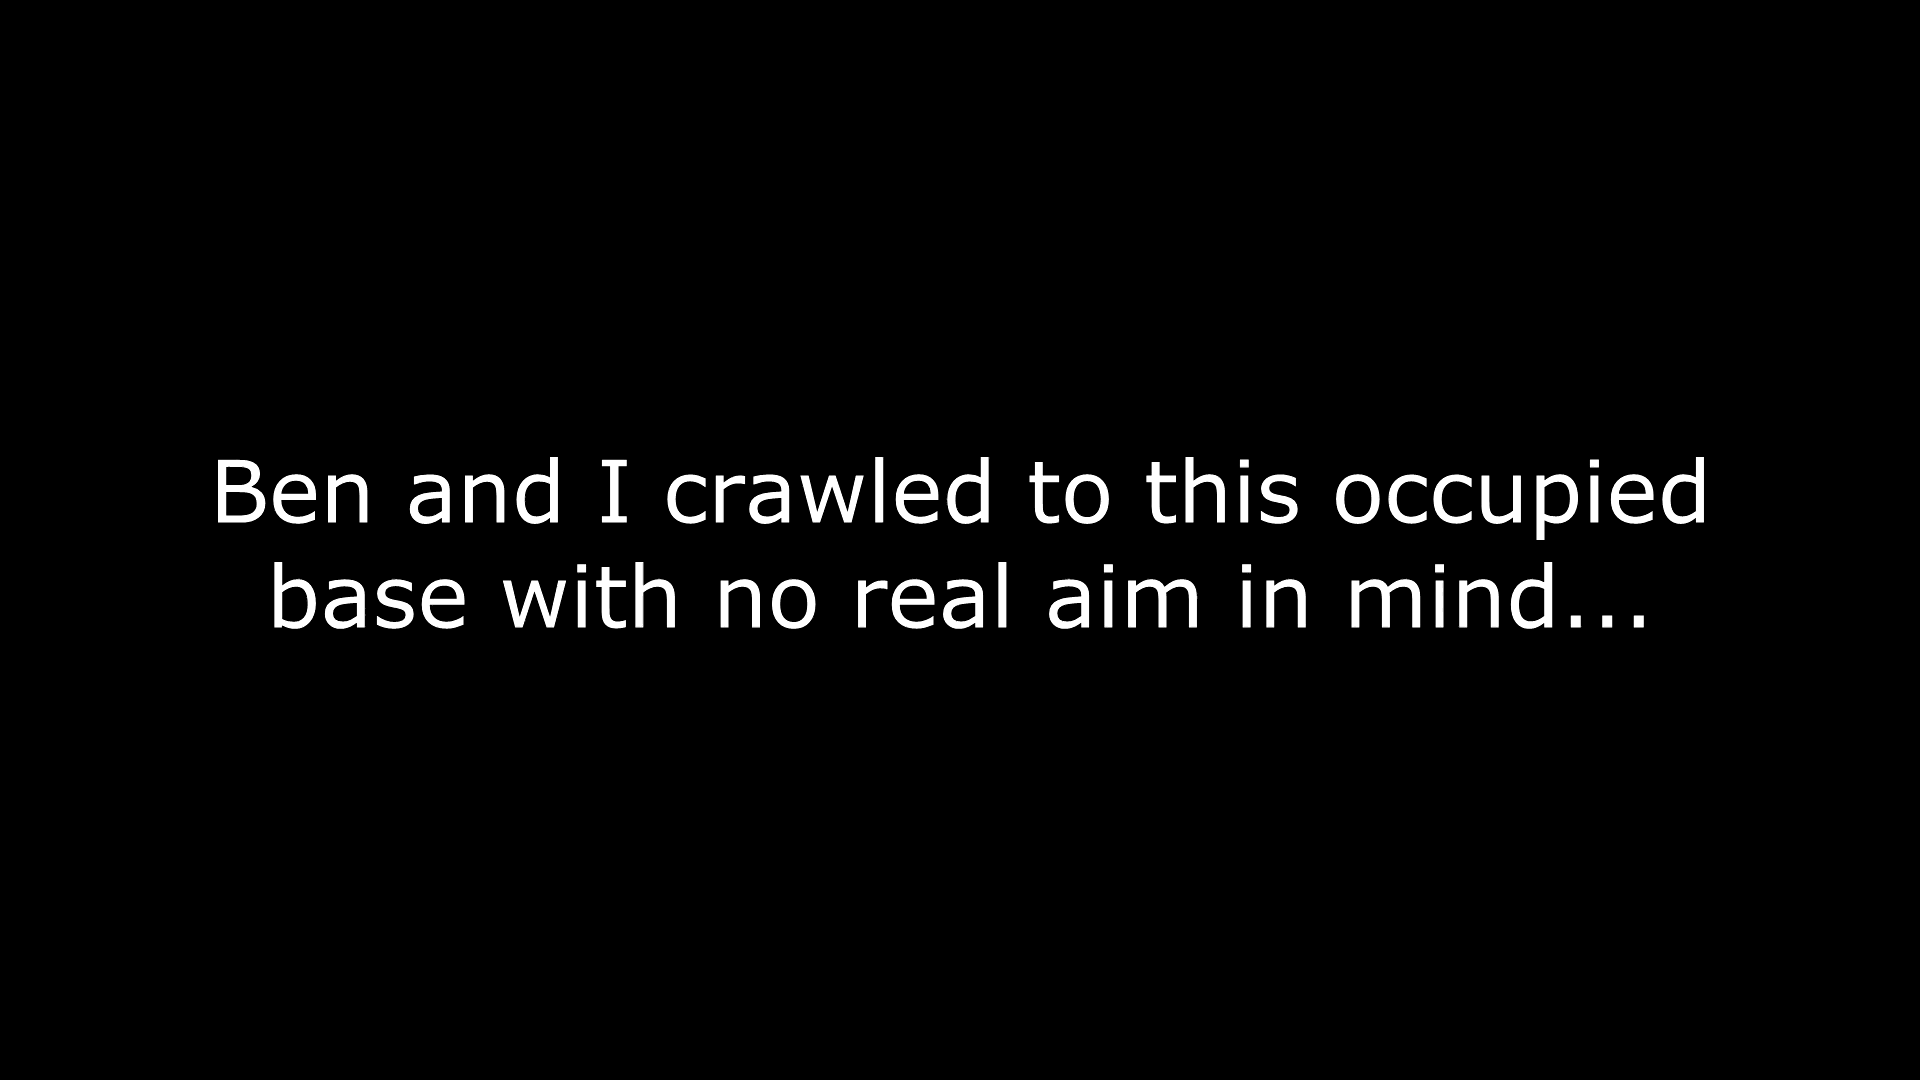 Ben and I crawled to this occupied
base with no real aim in mind...